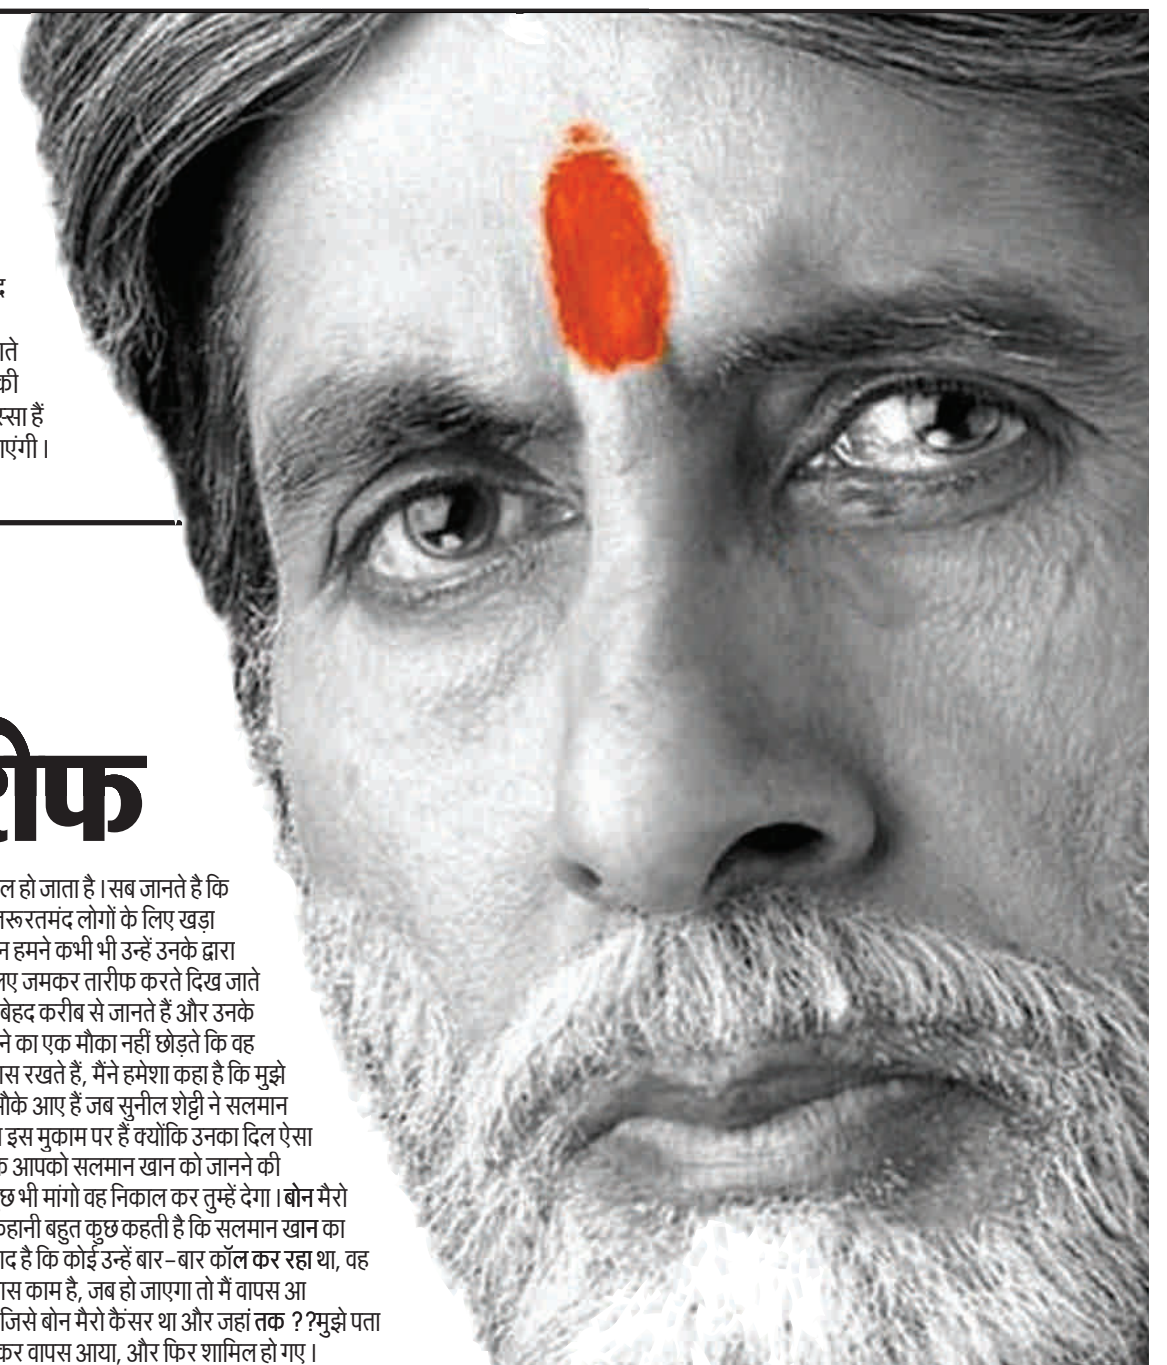 ते
की
स्सा हैं
एंगी ।
रीफ
ल हो जाता है । सब जानते है कि
जरूरतमंद लोगों के लिए खड़ा
न हमने कभी भी उन्हें उनके द्वारा
लिए जमकर तारीफ करते दिख जाते
बेहद करीब से जानते हैं और उनके
ने का एक मौका नहीं छोड़ते कि वह
स रखते हैं, मैंने हमेशा कहा है कि मुझे
मौके आए हैं जब सुनील शेट्टी ने सलमान
इस मुकाम पर हैं क्योंकि उनका दिल ऐसा
क आपको सलमान खान को जानने की
छ भी मांगो वह निकाल कर तुम्हें देगा । बोन मैरो
कहानी बहुत कुछ कहती है कि सलमान खान का
द है कि कोई उन्हें बार-बार कॉल कर रहा था, वह
स काम है, जब हो जाएगा तो मैं वापस आ
जिसे बोन मैरो कैंसर था और जहां तक ??मुझे पता
कर वापस आया, और फिर शामिल हो गए ।